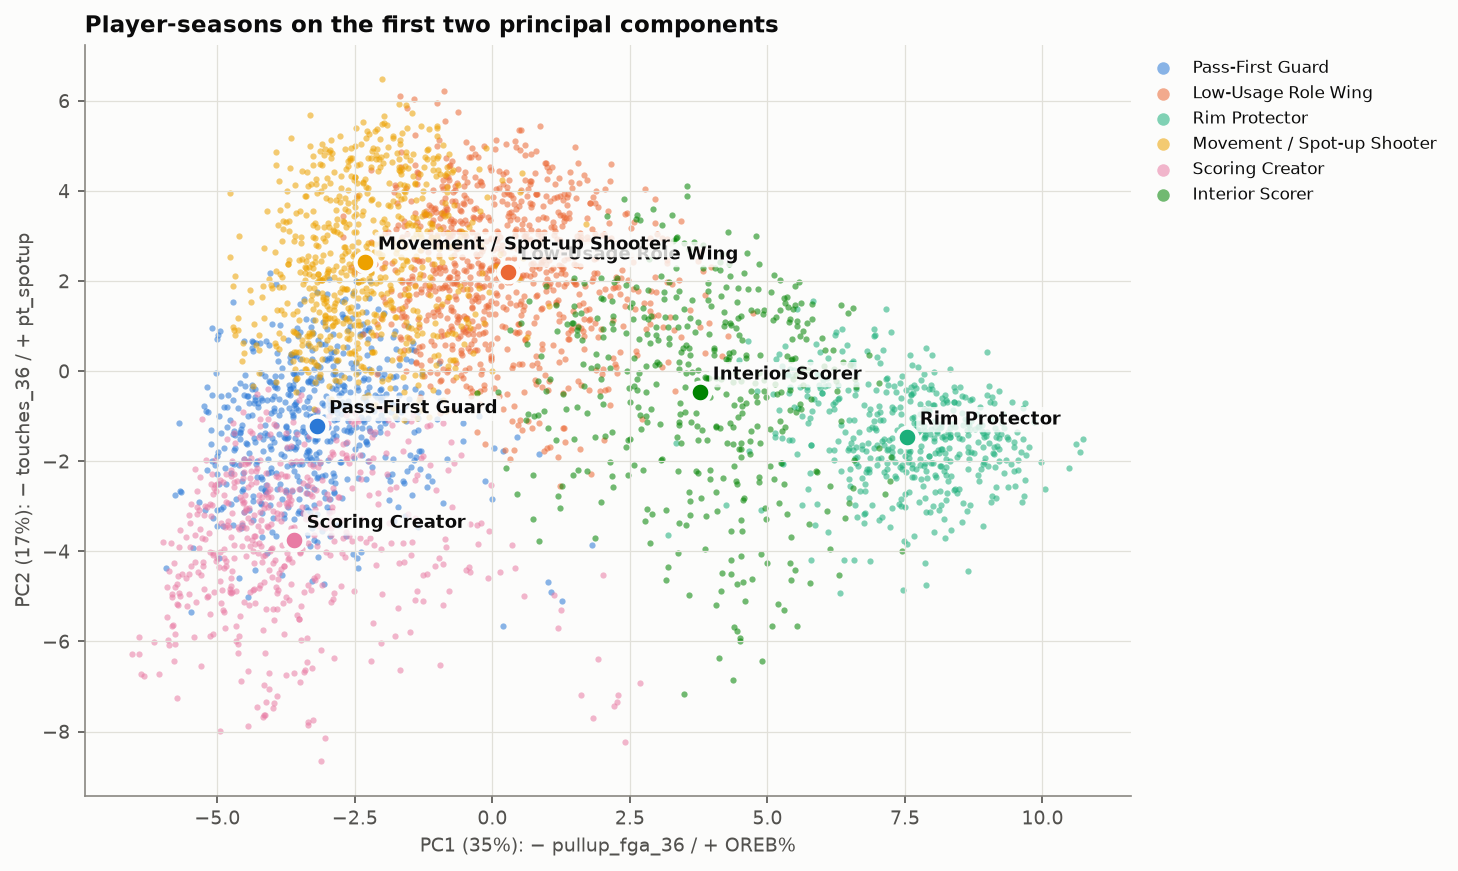 Player-seasons on the first two principal components
Pass-First Guard
Low-Usage Role Wing
Rim Protector
Movement / Spot-up Shooter
Scoring Creator
Interior Scorer
6
4
2
0
−2
−4
−6
−8
PC2 (17%): − touches_36 / + pt_spotup
Movement / Spot-up Shooter
Low-Usage Role Wing
Interior Scorer
Pass-First Guard
Rim Protector
Scoring Creator
−5.0 −2.5 0.0 2.5 5.0 7.5 10.0
PC1 (35%): − pullup_fga_36 / + OREB%